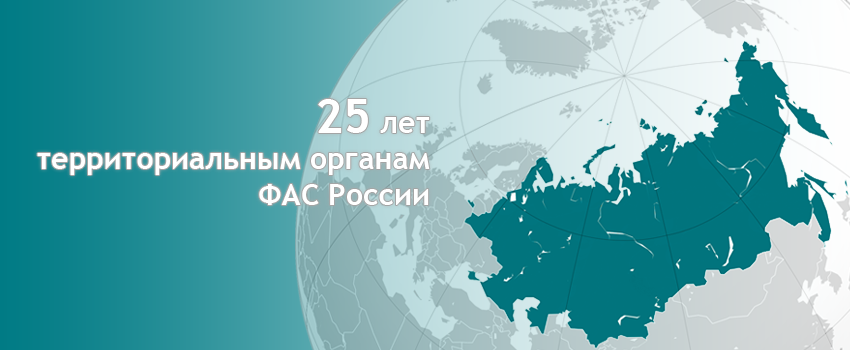 25 лет
территориальным органам
ФАС России